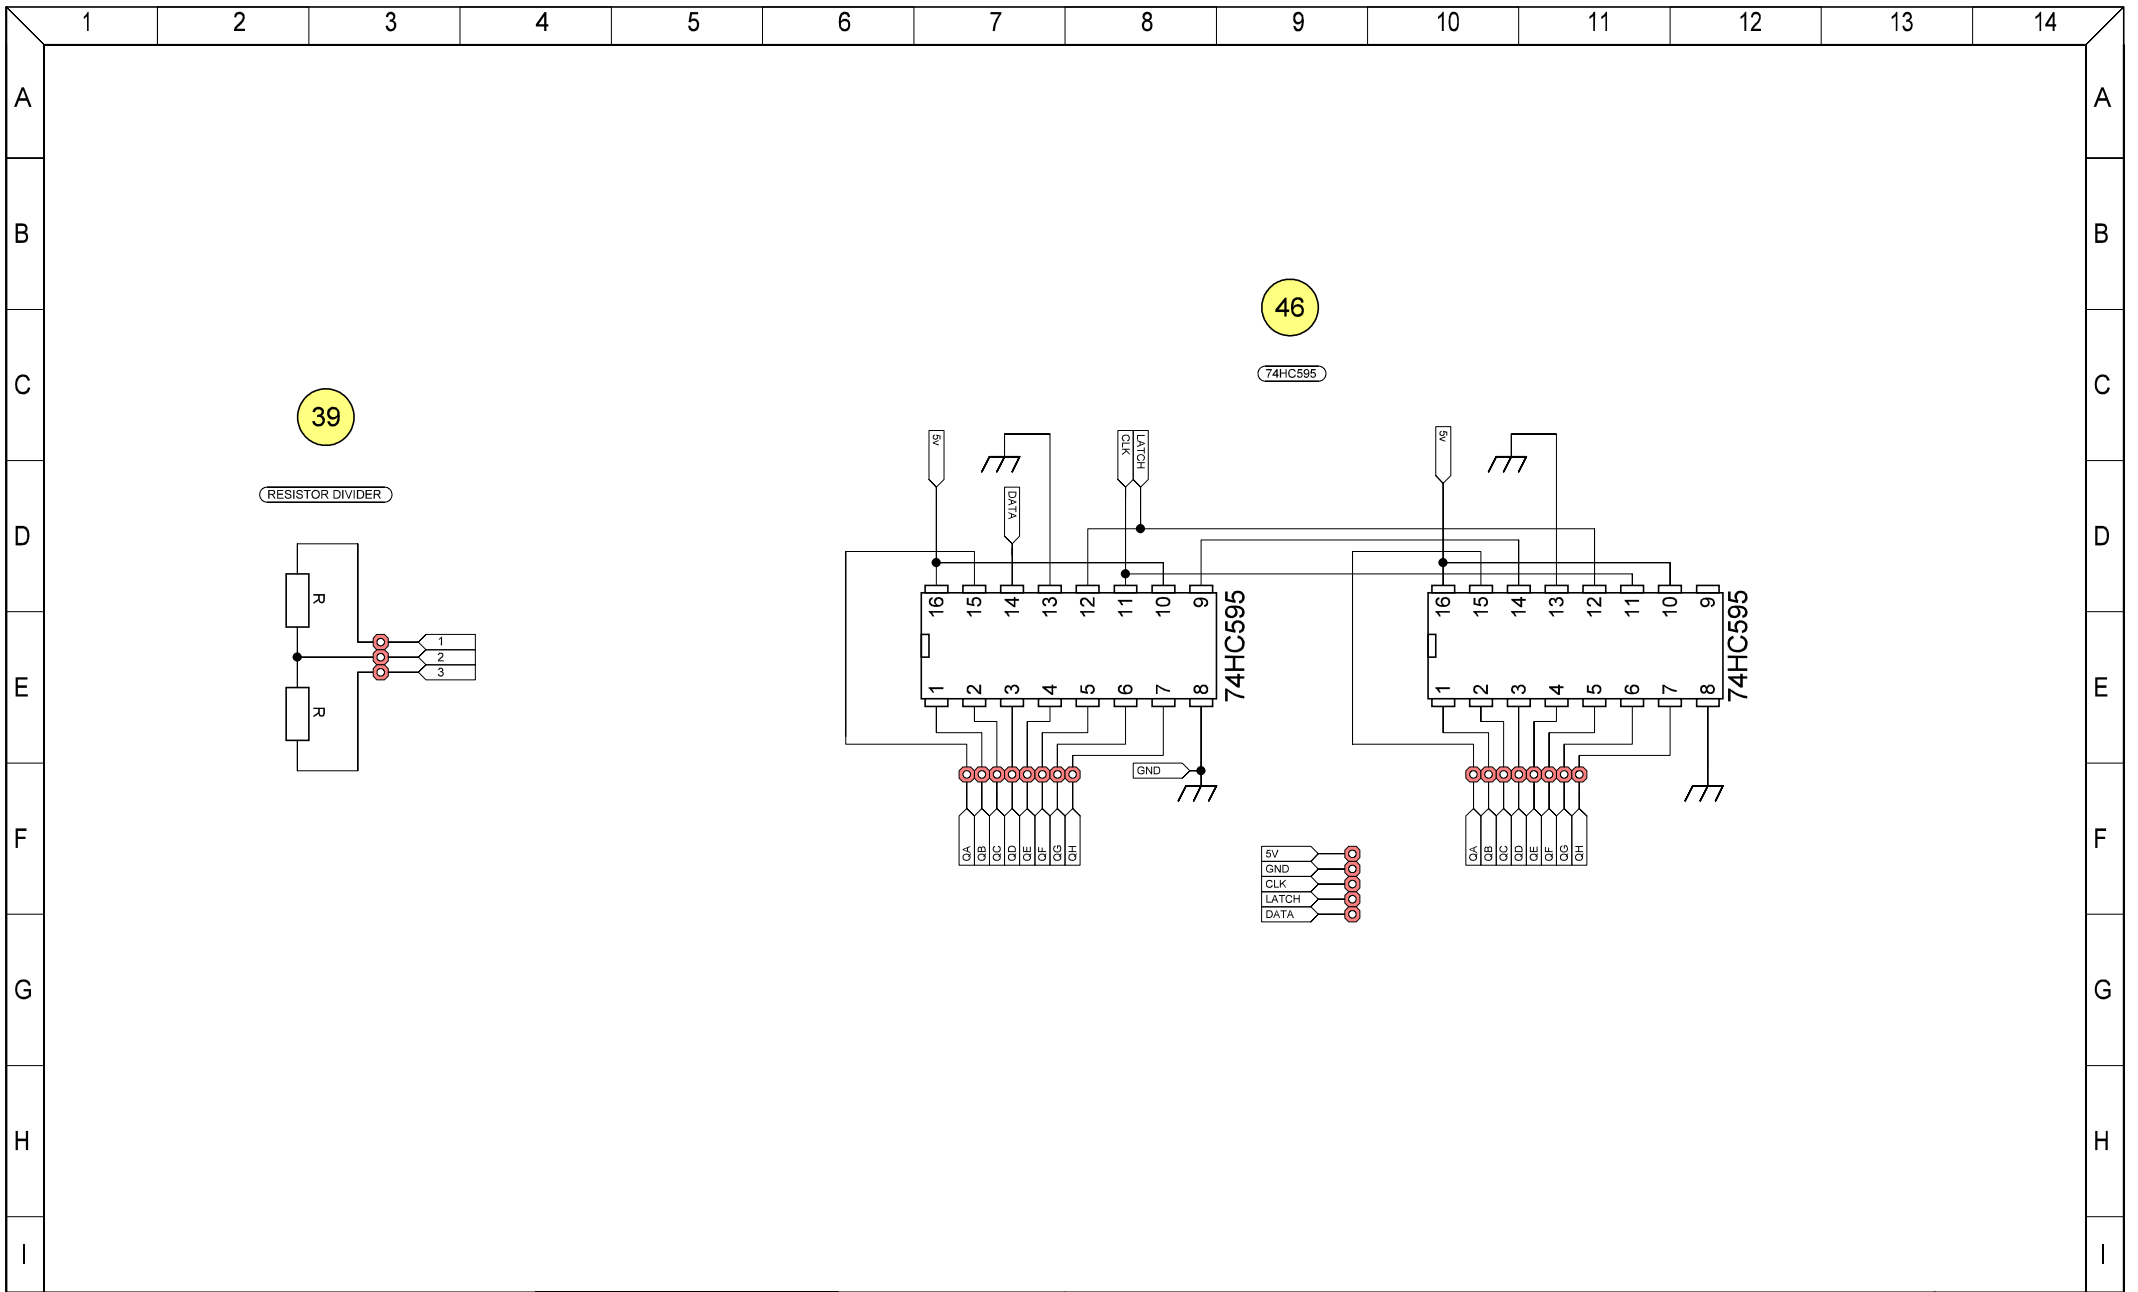 1 2 3 4 5 6 7 8 9 10 11 12 13 14
A A
B B
46
C C
74HC595
39
5v CLK LATCH 5v
RESISTOR DIVIDER
DATA
D D
16 15 14 13 12 11 10 9
74HC595
16 15 14 13 12 11 10 9
74HC595
R
1
2
3
R
E E
1 2 3 4 5 6 7 8
1 2 3 4 5 6 7 8
GND
F F
QA QB QC QD QE QF QG QH
QA QB QC QD QE QF QG QH
5V
GND
CLK
LATCH
DATA
G G
H H
I I